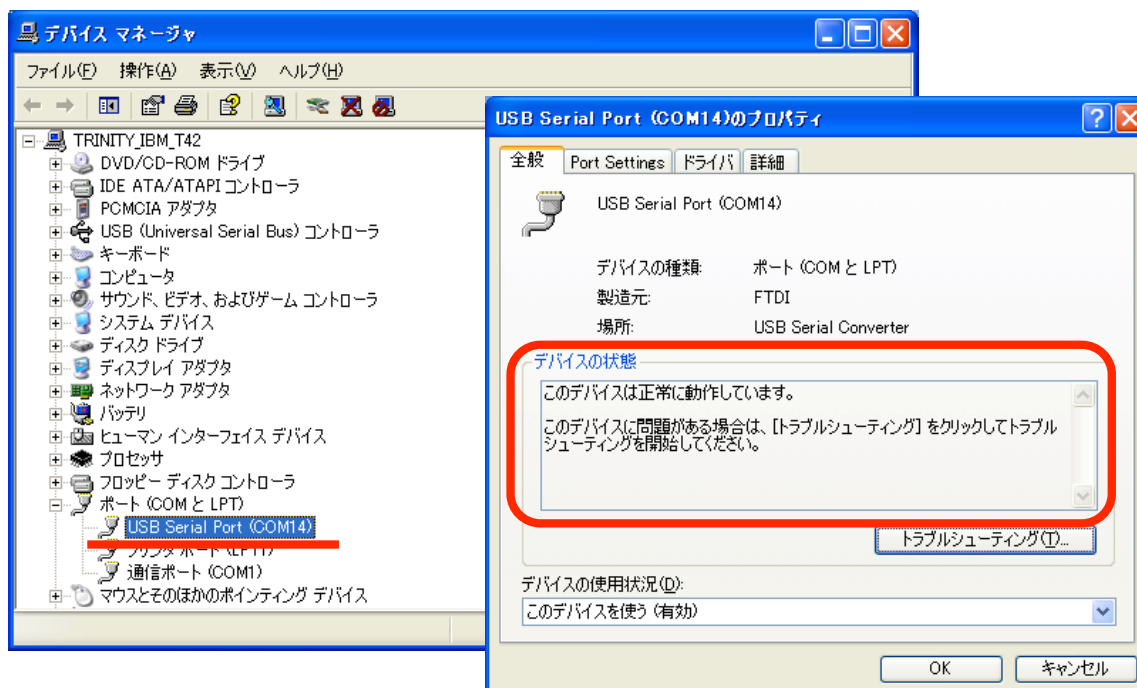 デバイス マネージャ
ファイル(F) 操作(A) 表示(V) ヘルプ(H)
TRINITY_IBM_T42
DVD/CD-ROM ドライブ
IDE ATA/ATAPI コントローラ
PCMCIA アダプタ
USB (Universal Serial Bus) コントローラ
キーボード
コンピュータ
サウンド、ビデオ、およびゲーム コントローラ
システム デバイス
ディスク ドライブ
ディスプレイ アダプタ
ネットワーク アダプタ
バッテリ
ヒューマン インターフェイス デバイス
プロセッサ
フロッピー ディスク コントローラ
ポート (COM と LPT)
USB Serial Port (COM14)
プリンタ ポート (LPT1)
通信ポート (COM1)
マウスとそのほかのポインティング デバイス
USB Serial Port (COM14)のプロパティ
全般 Port Settings ドライバ 詳細
USB Serial Port (COM14)
デバイスの種類: ポート (COM と LPT)
製造元: FTDI
場所: USB Serial Converter
デバイスの状態
このデバイスは正常に動作しています。
このデバイスに問題がある場合は、[トラブルシューティング] をクリックしてトラブル
シューティングを開始してください。
トラブルシューティング(T)...
デバイスの使用状況(D):
このデバイスを使う (有効)
OK キャンセル